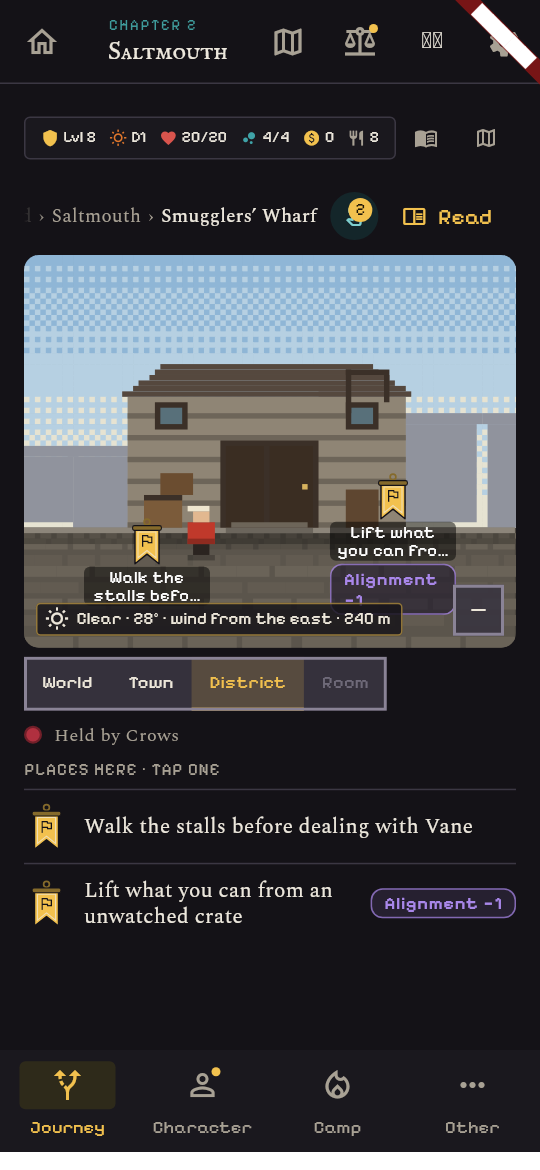 CHAPTER 2
SALTMOUTH
Lvl 8 D1 20/20 4/4 0 8
› Saltmouth › Smugglers’ Wharf 2 Read
Lift what
you can fro…
Walk the
stalls befo…
Alignment
-1
Clear · 28° · wind from the east · 240 m
World Town District Room
Held by Crows
PLACES HERE · TAP ONE
Walk the stalls before dealing with Vane
Lift what you can from an
unwatched crate
Alignment -1
Journey Character Camp Other